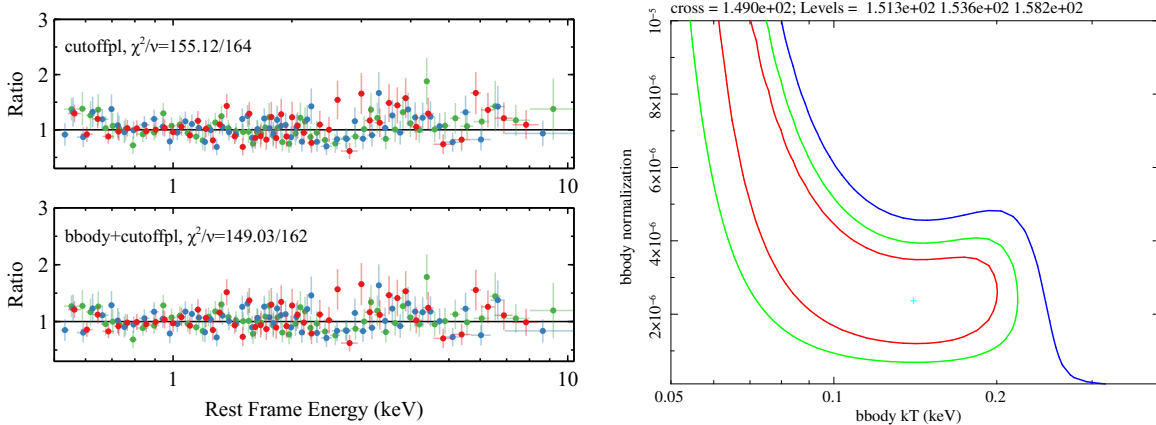 3
cutoffpl, χ²/ν=155.12/164
2
Ratio
1
1
10
3
bbody+cutoffpl, χ²/ν=149.03/162
2
Ratio
1
1
10
Rest Frame Energy (keV)
cross = 1.490e+02; Levels = 1.513e+02 1.536e+02 1.582e+02
10⁻⁵
8×10⁻⁶
6×10⁻⁶
4×10⁻⁶
2×10⁻⁶
bbody normalization
0.05
0.1
0.2
bbody kT (keV)